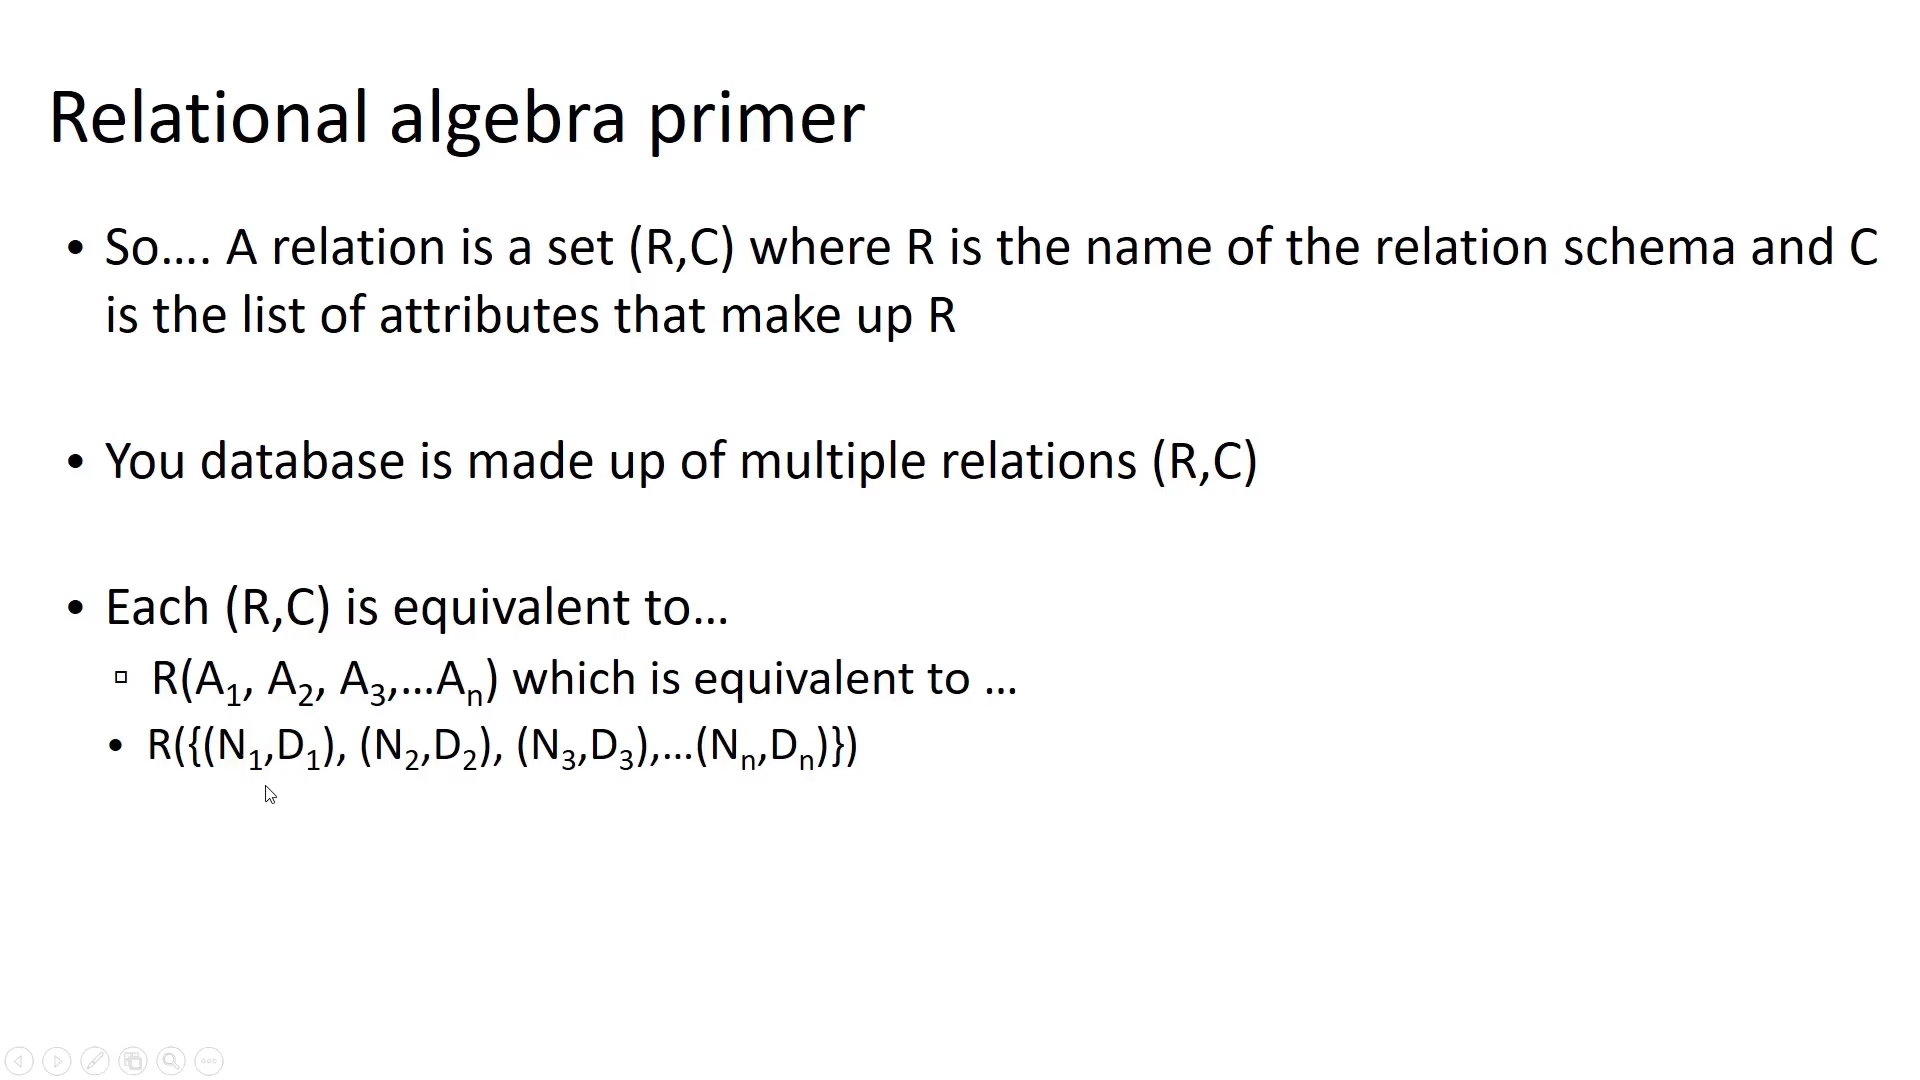 Relational algebra primer
• So…. A relation is a set (R,C) where R is the name of the relation schema and C
is the list of attributes that make up R
• You database is made up of multiple relations (R,C)
• Each (R,C) is equivalent to…
▫ R(A₁, A₂, A₃,…Aₙ) which is equivalent to …
• R({(N₁,D₁), (N₂,D₂), (N₃,D₃),…(Nₙ,Dₙ)})